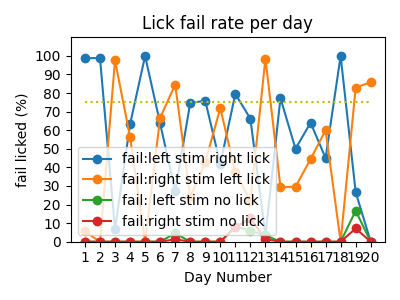 Lick fail rate per day
fail licked (%)
100
90
80
70
60
50
40
30
20
10
0
fail:left stim right lick
fail:right stim left lick
fail: left stim no lick
fail:right stim no lick
1 2 3 4 5 6 7 8 9 10 11 12 13 14 15 16 17 18 19 20
Day Number